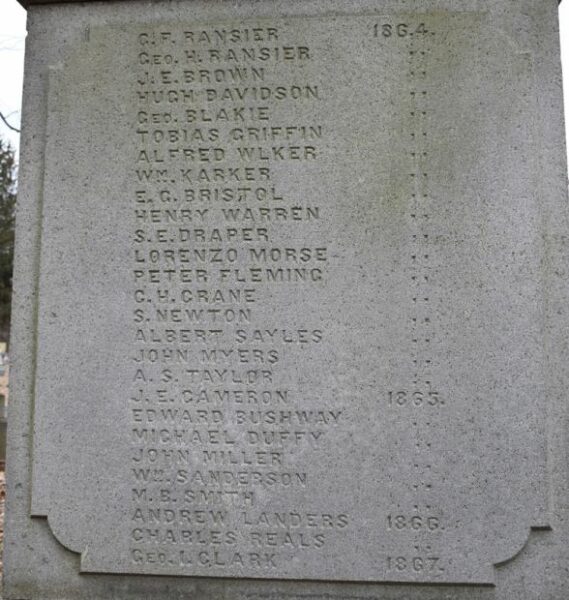 C. F. RANSIER 1864.
GEO. H. RANSIER " "
J. E. BROWN " "
HUGH DAVIDSON " "
GEO. BLAKIE " "
TOBIAS GRIFFIN " "
ALFRED WLKER " "
WM. KARKER " "
E. G. BRISTOL " "
HENRY WARREN " "
S. E. DRAPER " "
LORENZO MORSE " "
PETER FLEMING " "
C. H. CRANE " "
S. NEWTON " "
ALBERT SAYLES " "
JOHN MYERS " "
A. S. TAYLOR " "
J. E. CAMERON 1865.
EDWARD BUSHWAY " "
MICHAEL DUFFY " "
JOHN MILLER " "
WM. SANDERSON " "
M. B. SMITH " "
ANDREW LANDERS 1866.
CHARLES REALS " "
GEO. I. CLARK 1867.